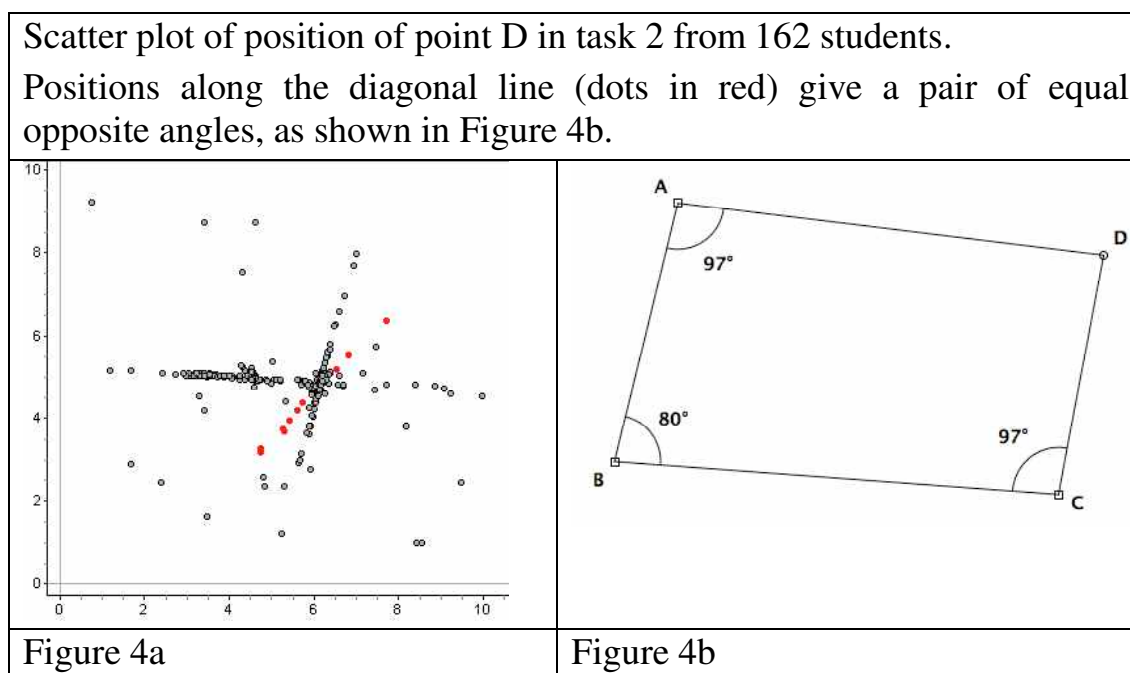 Scatter plot of position of point D in task 2 from 162 students.
Positions along the diagonal line (dots in red) give a pair of equal
opposite angles, as shown in Figure 4b.
10
8
6
4
2
0
0 2 4 6 8 10
A
D
97°
80°
97°
B
C
Figure 4a
Figure 4b